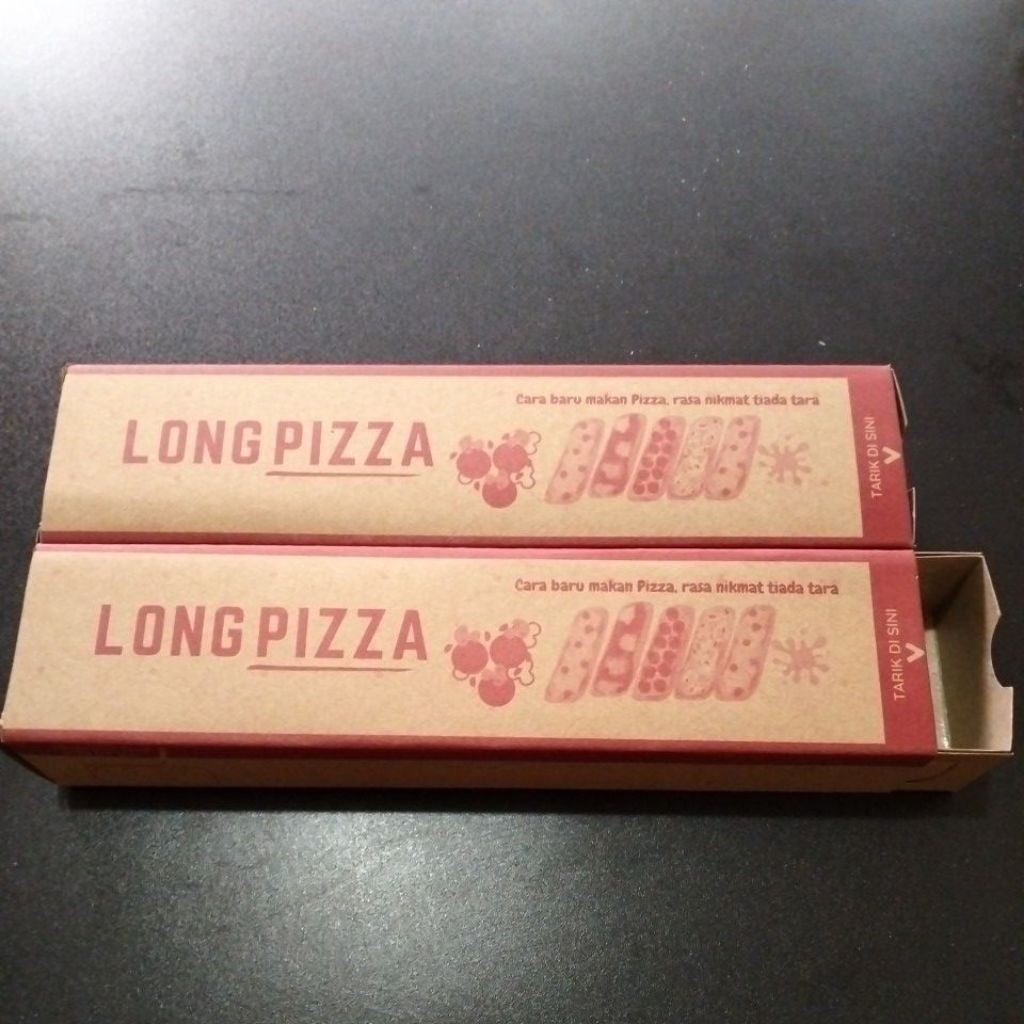 Cara baru makan Pizza, rasa nikmat tiada tara
LONG PIZZA
TARIK DI SINI
Cara baru makan Pizza, rasa nikmat tiada tara
LONG PIZZA
TARIK DI SINI